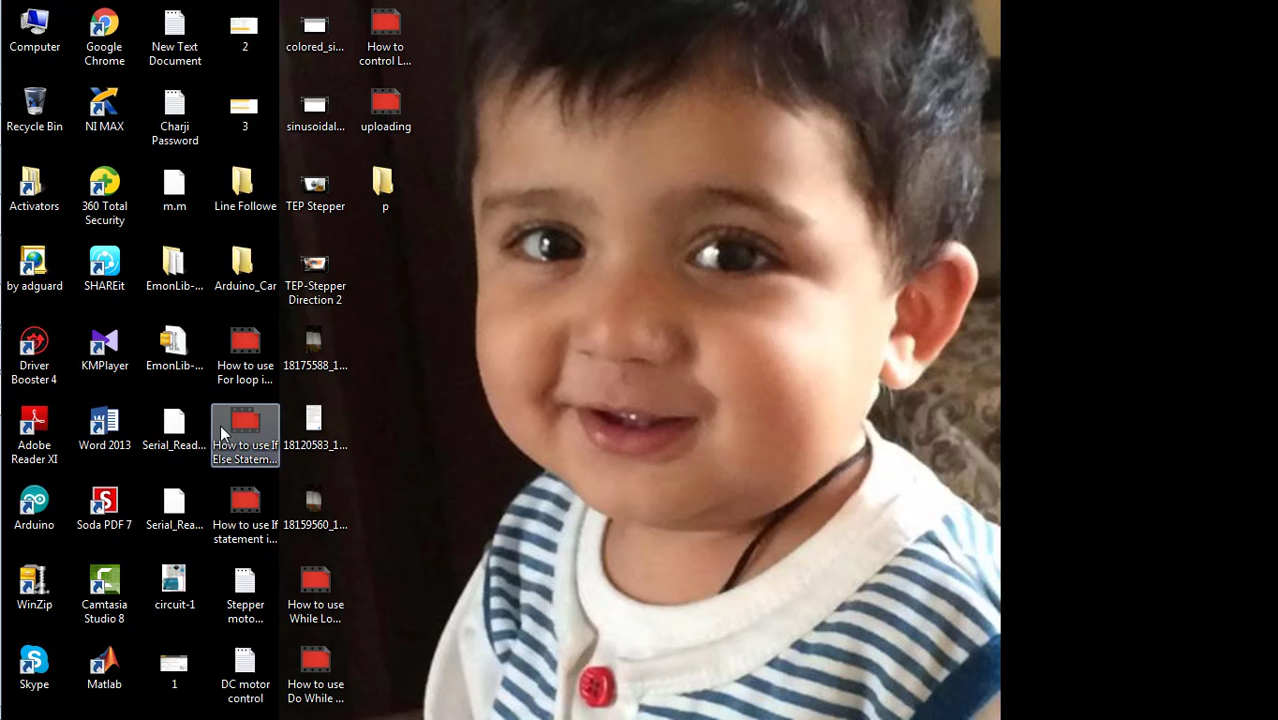 Computer
Google
Chrome
New Text
Document
2
colored_si...
How to
control L...
Recycle Bin
NI MAX
Charji
Password
3
sinusoidal...
uploading
Activators
360 Total
Security
m.m
Line Followe
TEP Stepper
p
by adguard
SHAREit
EmonLib-...
Arduino_Car
TEP-Stepper
Direction 2
Driver
Booster 4
KMPlayer
EmonLib-...
How to use
For loop i...
18175588_1...
Adobe
Reader XI
Word 2013
Serial_Read...
How to use If
Else Statem...
18120583_1...
Arduino
Soda PDF 7
Serial_Rea...
How to use If
statement i...
18159560_1...
WinZip
Camtasia
Studio 8
circuit-1
Stepper
moto...
How to use
While Lo...
Skype
Matlab
1
DC motor
control
How to use
Do While ...